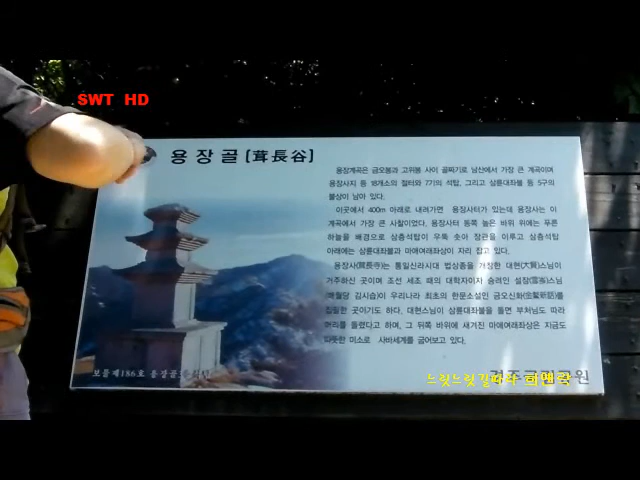 SWT HD
용장골 [茸長谷]
용장계곡은 금오봉과 고위봉 사이 골짜기로 남산에서 가장 큰 계곡이며
용장사지 등 18개소의 절터와 7기의 석탑, 그리고 삼륜대좌불 등 5구의
불상이 남아 있다.
이곳에서 400m 아래로 내려가면 용장사터가 있는데 용장사는 이
계곡에서 가장 큰 사찰이었다. 용장사터 동쪽 높은 바위 위에는 푸른
하늘을 배경으로 삼층석탑이 우뚝 솟아 장관을 이루고 삼층석탑
아래에는 삼륜대좌불과 마애여래좌상이 자리 잡고 있다.
용장사(茸長寺)는 통일신라시대 법상종을 개창한 대현(大賢)스님이
거주하신 곳이며 조선 세조 때의 대학자이자 승려인 설잠(雪岑)스님
(매월당 김시습)이 우리나라 최초의 한문소설인 금오신화(金鰲新話)를
집필한 곳이기도 하다. 대현스님이 삼륜대좌불을 돌면 부처님도 따라
머리를 돌렸다고 하며, 그 뒤쪽 바위에 새겨진 마애여래좌상은 지금도
따뜻한 미소로 사바세계를 굽어보고 있다.
보물 제186호 용장골
느릿느릿길따라 희맨락
경주국립공원